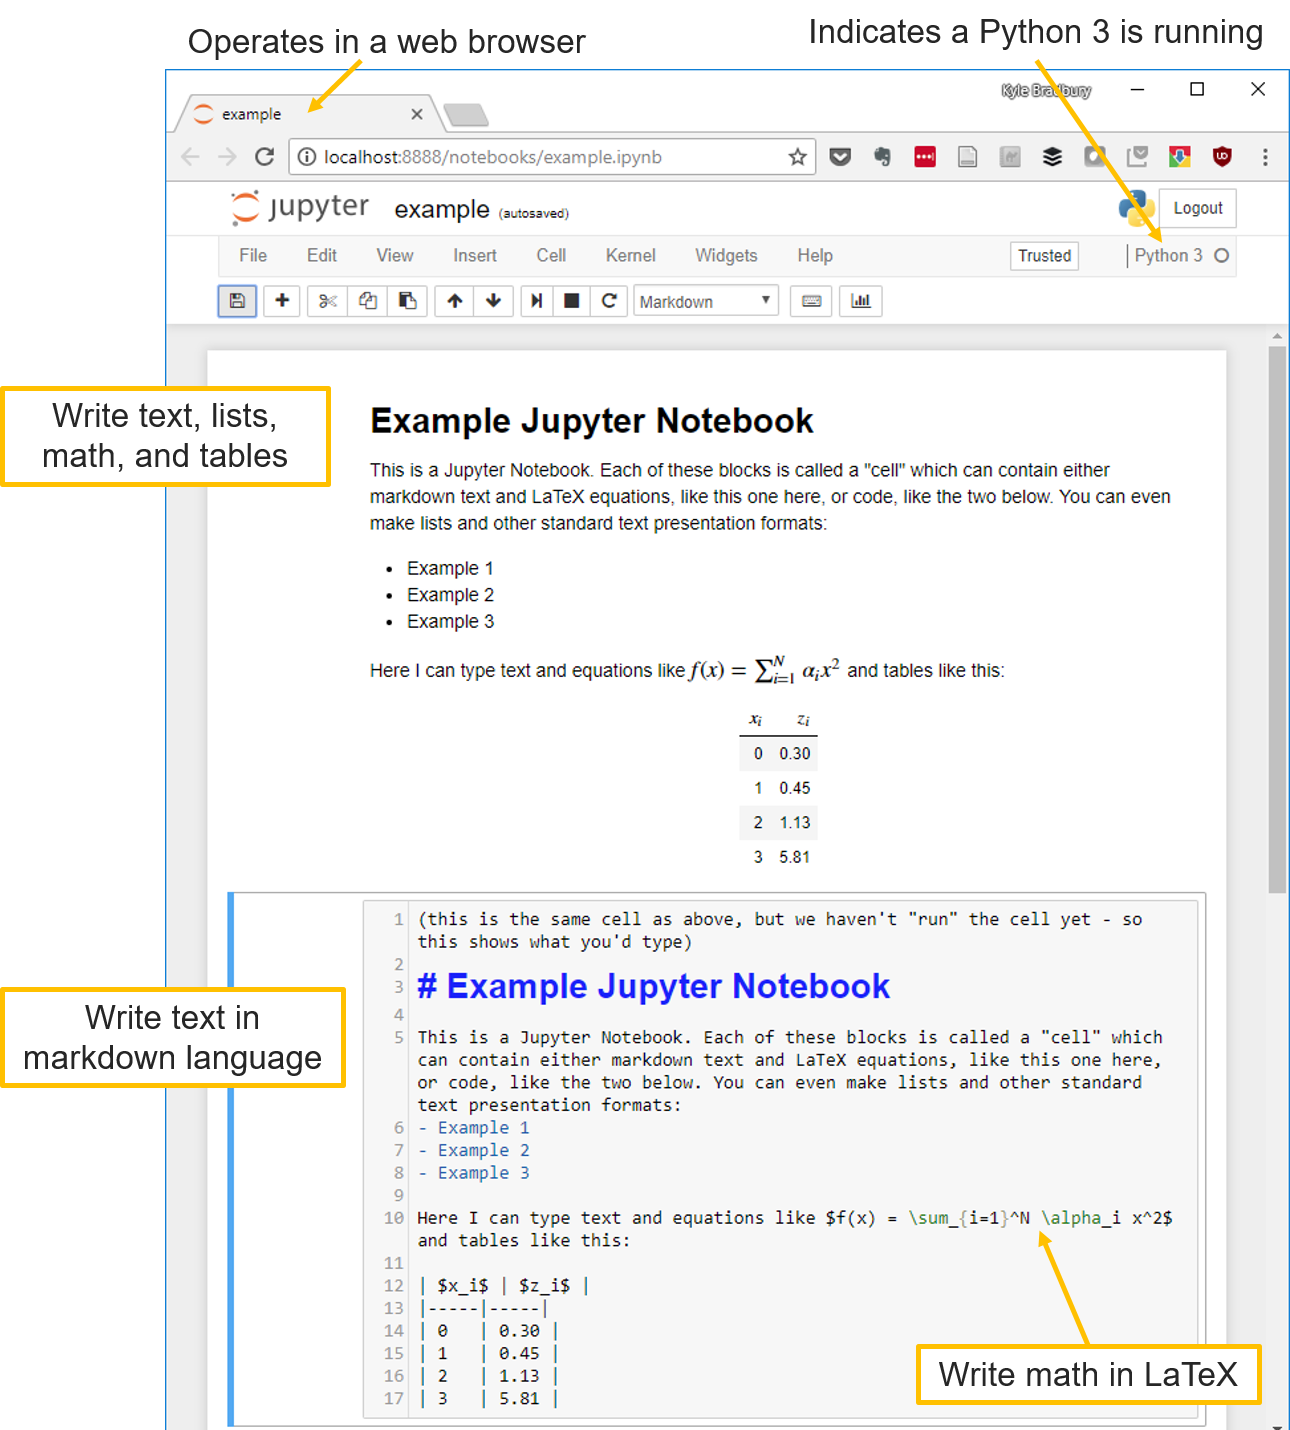 Operates in a web browser
Indicates a Python 3 is running
Kyle Bradbury
example
localhost:8888/notebooks/example.ipynb
jupyter example (autosaved)
Logout
File Edit View Insert Cell Kernel Widgets Help Trusted Python 3
Markdown
Write text, lists,
math, and tables
Example Jupyter Notebook
This is a Jupyter Notebook. Each of these blocks is called a "cell" which can contain either
markdown text and LaTeX equations, like this one here, or code, like the two below. You can even
make lists and other standard text presentation formats:
• Example 1
• Example 2
• Example 3
Here I can type text and equations like f(x) = ∑ᵢ₌₁ᴺ αᵢx² and tables like this:
xᵢ zᵢ
0 0.30
1 0.45
2 1.13
3 5.81
Write text in
markdown language
1 (this is the same cell as above, but we haven't "run" the cell yet - so
this shows what you'd type)
2
3 # Example Jupyter Notebook
4
5 This is a Jupyter Notebook. Each of these blocks is called a "cell" which
can contain either markdown text and LaTeX equations, like this one here,
or code, like the two below. You can even make lists and other standard
text presentation formats:
6 - Example 1
7 - Example 2
8 - Example 3
9
10 Here I can type text and equations like $f(x) = \sum_{i=1}^N \alpha_i x^2$
and tables like this:
11
12 | $x_i$ | $z_i$ |
13 |-----|-----|
14 | 0 | 0.30 |
15 | 1 | 0.45 |
16 | 2 | 1.13 |
17 | 3 | 5.81 |
Write math in LaTeX